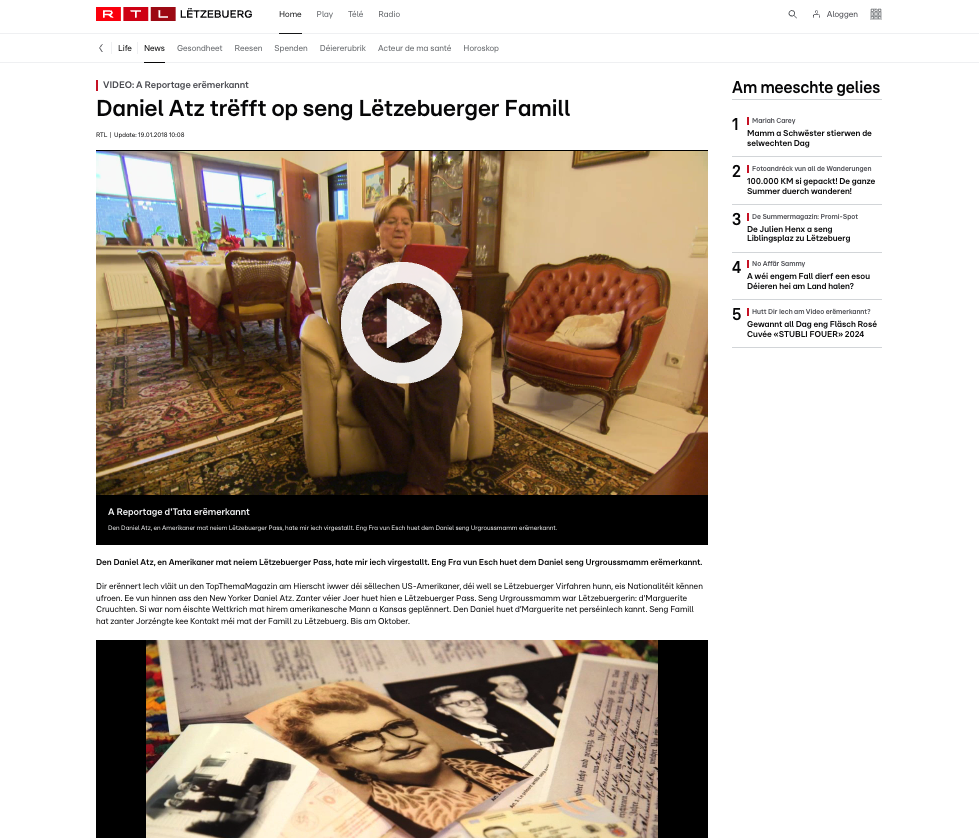 RTL LËTZEBUERG
Home Play Télé Radio
Aloggen
Life News Gesondheet Reesen Spenden Déiererubrik Acteur de ma santé Horoskop
VIDEO: A Reportage erëmerkannt
Daniel Atz trëfft op seng Lëtzebuerger Famill
RTL | Update: 19.01.2018 10:08
A Reportage d'Tata erëmerkannt
Den Daniel Atz, en Amerikaner mat neiem Lëtzebuerger Pass, hate mir iech virgestallt. Eng Fra vun Esch huet dem Daniel seng Urgroussmamm erëmerkannt.
Den Daniel Atz, en Amerikaner mat neiem Lëtzebuerger Pass, hate mir iech virgestallt. Eng Fra vun Esch huet dem Daniel seng Urgroussmamm erëmerkannt.
Dir erënnert Iech vläit un den TopThemaMagazin am Hierscht iwwer déi sëllechen US-Amerikaner, déi well se Lëtzebuerger Virfahren hunn, eis Nationalitéit kënnen
ufroen. Ee vun hinnen ass den New Yorker Daniel Atz. Zanter véier Joer huet hien e Lëtzebuerger Pass. Seng Urgroussmamm war Lëtzebuergerin: d'Marguerite
Cruuchten. Si war nom éischte Weltkrich mat hirem amerikanesche Mann a Kansas geplënnert. Den Daniel huet d'Marguerite net perséinlech kannt. Seng Famill
hat zanter Jorzéngte kee Kontakt méi mat der Famill zu Lëtzebuerg. Bis am Oktober.
Am meeschte gelies
1 Mariah Carey
Mamm a Schwëster stierwen de
selwechten Dag
2 Fotoandréck vun all de Wanderungen
100.000 KM si gepackt! De ganze
Summer duerch wanderen!
3 De Summermagazin: Promi-Spot
De Julien Henx a seng
Liblingsplaz zu Lëtzebuerg
4 No Affär Sammy
A wéi engem Fall dierf een esou
Déieren hei am Land halen?
5 Hutt Dir Iech am Video erëmerkannt?
Gewannt all Dag eng Fläsch Rosé
Cuvée «STUBLI FOUER» 2024